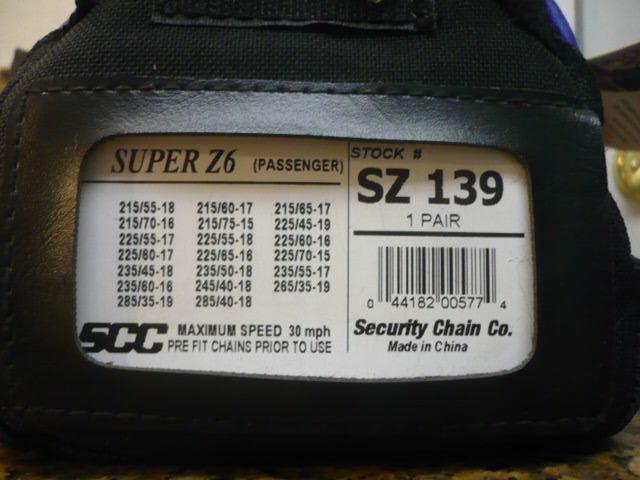 SUPER Z6 (PASSENGER)
215/55-18 215/60-17 215/65-17
215/70-16 215/75-15 225/45-19
225/55-17 225/55-18 225/60-16
225/60-17 225/65-16 225/70-15
235/45-18 235/50-18 235/55-17
235/60-16 245/40-18 265/35-19
285/35-19 285/40-18
SCC MAXIMUM SPEED 30 mph
PRE FIT CHAINS PRIOR TO USE
STOCK #
SZ 139
1 PAIR
0 44182 00577 4
Security Chain Co.
Made in China